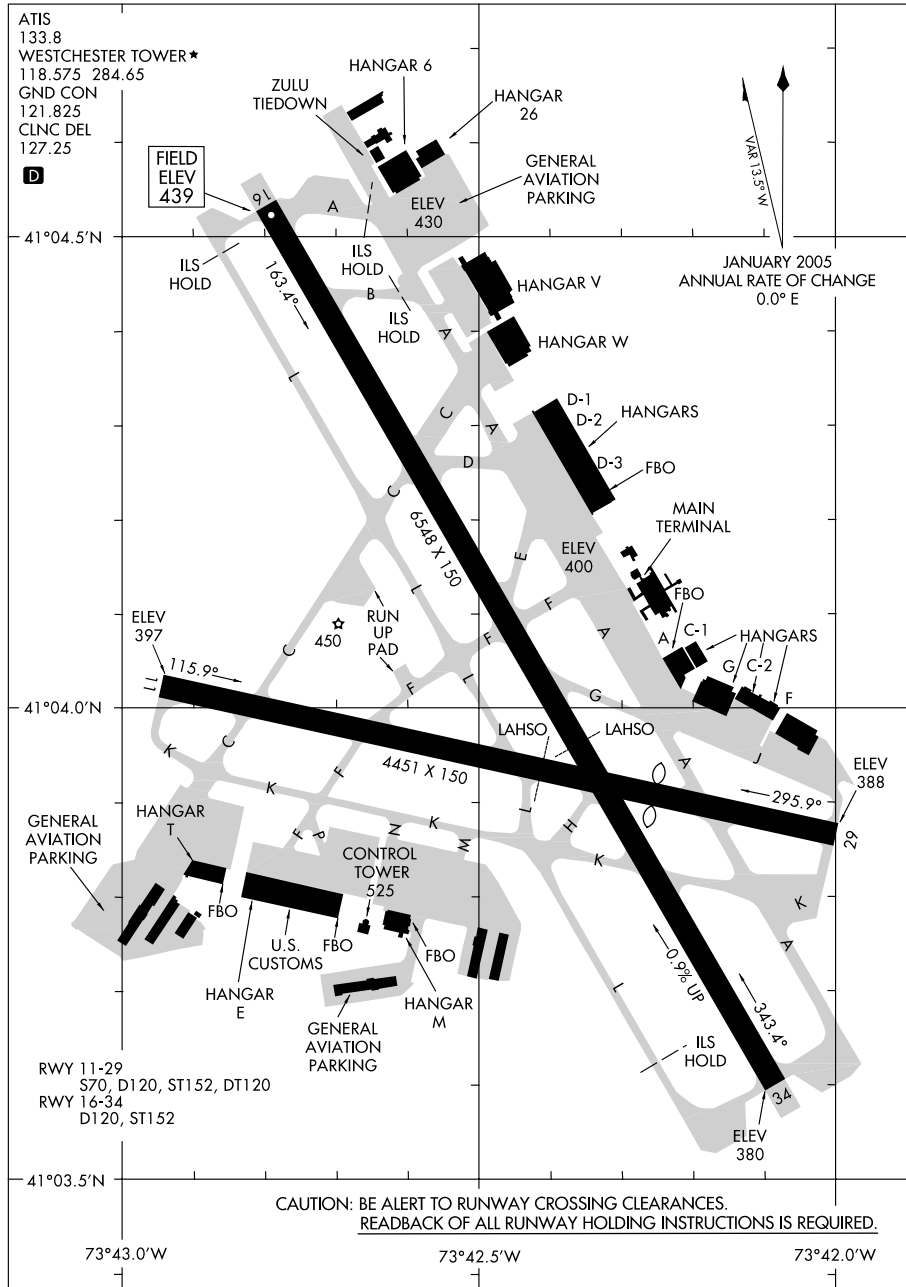 ATIS
133.8
WESTCHESTER TOWER★
118.575 284.65
GND CON
121.825
CLNC DEL
127.25
D
HANGAR 6
ZULU
TIEDOWN
HANGAR
26
GENERAL
AVIATION
PARKING
FIELD
ELEV
439
16
A
ELEV
430
VAR 13.5° W
41°04.5'N
JANUARY 2005
ANNUAL RATE OF CHANGE
0.0° E
ILS
HOLD
ILS
HOLD
ILS
HOLD
163.4°
B
HANGAR V
A
HANGAR W
L
C
A
D-1
D-2
HANGARS
D
D-3
FBO
C
6548 X 150
MAIN
TERMINAL
E
ELEV
400
L
F
FBO
ELEV
397
450
RUN
UP
PAD
F
A
A
C-1
HANGARS
C
G
C-2
F
115.9°
L
F
G
11
41°04.0'N
LAHSO
LAHSO
C
K
F
4451 X 150
A
J
ELEV
388
K
295.9°
HANGAR
T
L
H
29
GENERAL
AVIATION
PARKING
F
P
N
K
M
K
CONTROL
TOWER
525
K
FBO
U.S.
CUSTOMS
FBO
FBO
A
HANGAR
E
HANGAR
M
0.9% UP
L
343.4°
GENERAL
AVIATION
PARKING
ILS
HOLD
RWY 11-29
S70, D120, ST152, DT120
RWY 16-34
D120, ST152
34
ELEV
380
41°03.5'N
CAUTION: BE ALERT TO RUNWAY CROSSING CLEARANCES.
READBACK OF ALL RUNWAY HOLDING INSTRUCTIONS IS REQUIRED.
73°43.0'W
73°42.5'W
73°42.0'W